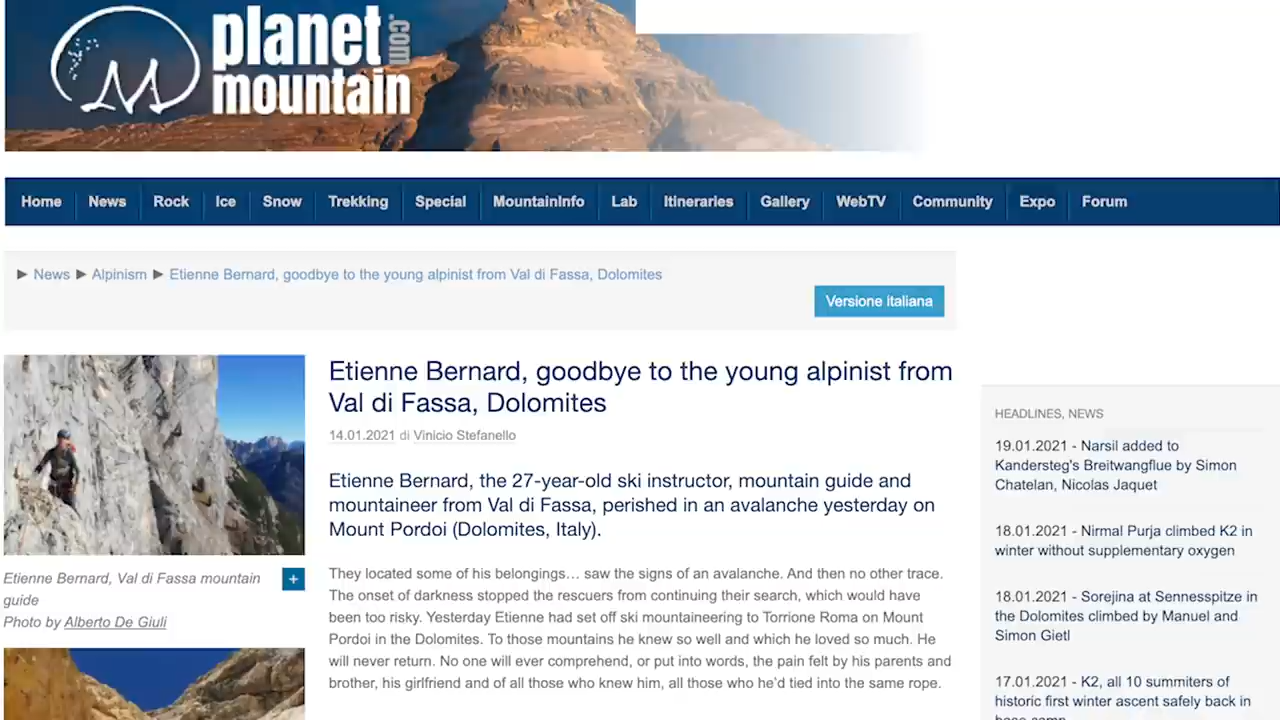 planet
.com
mountain
Home News Rock Ice Snow Trekking Special MountainInfo Lab Itineraries Gallery WebTV Community Expo Forum
▶ News ▶ Alpinism ▶ Etienne Bernard, goodbye to the young alpinist from Val di Fassa, Dolomites
Versione italiana
Etienne Bernard, Val di Fassa mountain
guide
Photo by Alberto De Giuli
+
Etienne Bernard, goodbye to the young alpinist from
Val di Fassa, Dolomites
14.01.2021 di Vinicio Stefanello
Etienne Bernard, the 27-year-old ski instructor, mountain guide and
mountaineer from Val di Fassa, perished in an avalanche yesterday on
Mount Pordoi (Dolomites, Italy).
They located some of his belongings… saw the signs of an avalanche. And then no other trace.
The onset of darkness stopped the rescuers from continuing their search, which would have
been too risky. Yesterday Etienne had set off ski mountaineering to Torrione Roma on Mount
Pordoi in the Dolomites. To those mountains he knew so well and which he loved so much. He
will never return. No one will ever comprehend, or put into words, the pain felt by his parents and
brother, his girlfriend and of all those who knew him, all those who he’d tied into the same rope.
HEADLINES, NEWS
19.01.2021 - Narsil added to
Kandersteg's Breitwangflue by Simon
Chatelan, Nicolas Jaquet
18.01.2021 - Nirmal Purja climbed K2 in
winter without supplementary oxygen
18.01.2021 - Sorejina at Sennesspitze in
the Dolomites climbed by Manuel and
Simon Gietl
17.01.2021 - K2, all 10 summiters of
historic first winter ascent safely back in
base camp